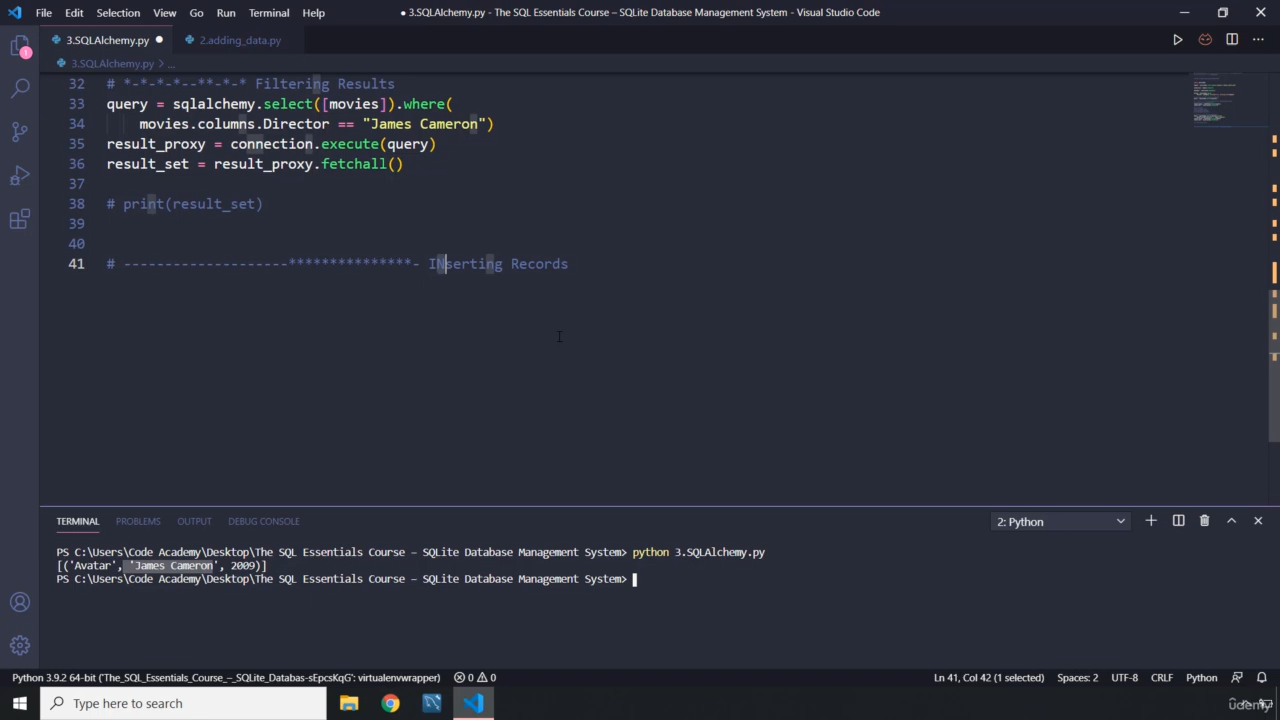 File Edit Selection View Go Run Terminal Help
● 3.SQLAlchemy.py - The SQL Essentials Course – SQLite Database Management System - Visual Studio Code
3.SQLAlchemy.py ● 2.adding_data.py
3.SQLAlchemy.py > ...
32 # *-*-*-*--**-*-* Filtering Results
33 query = sqlalchemy.select([movies]).where(
34 movies.columns.Director == "James Cameron")
35 result_proxy = connection.execute(query)
36 result_set = result_proxy.fetchall()
37
38 # print(result_set)
39
40
41 # --------------------***************- INserting Records
TERMINAL PROBLEMS OUTPUT DEBUG CONSOLE
2: Python
PS C:\Users\Code Academy\Desktop\The SQL Essentials Course – SQLite Database Management System> python 3.SQLAlchemy.py
[('Avatar', 'James Cameron', 2009)]
PS C:\Users\Code Academy\Desktop\The SQL Essentials Course – SQLite Database Management System>
1
Python 3.9.2 64-bit ('The_SQL_Essentials_Course_–_SQLite_Databas-sEpcsKqG': virtualenvwrapper) 0 0 Ln 41, Col 42 (1 selected) Spaces: 2 UTF-8 CRLF Python
Type here to search
udemy